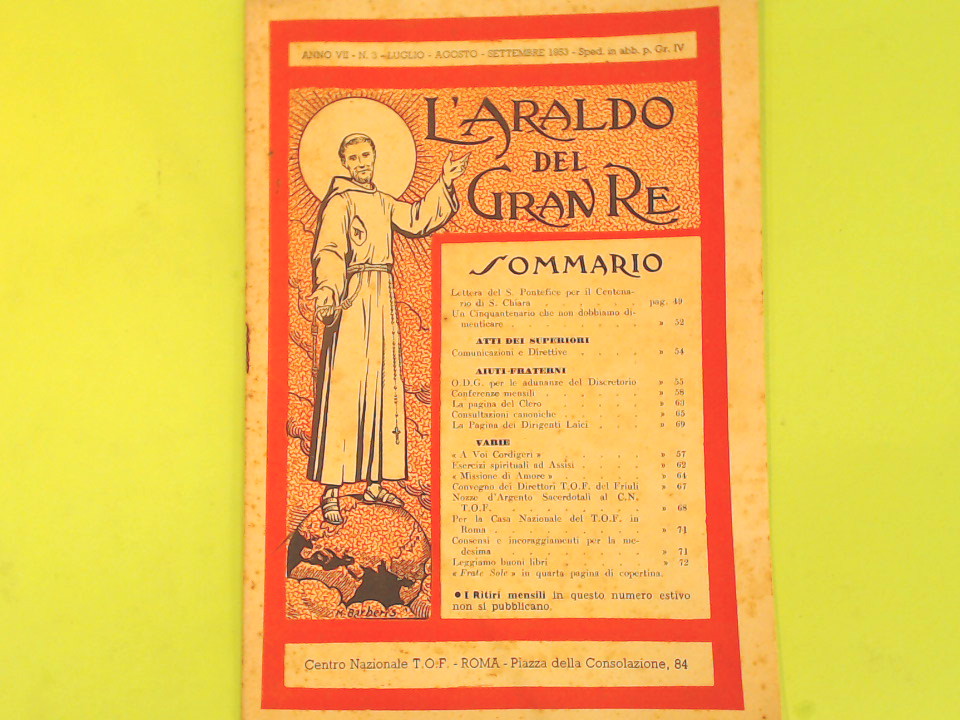 ANNO VII - N. 3 - LUGLIO - AGOSTO - SETTEMBRE 1953 - Sped. in abb. p. Gr. IV
L'ARALDO
DEL
GRAN RE
SOMMARIO
Lettera del S. Pontefice per il Centena-
rio di S. Chiara . . . . . . pag. 49
Un Cinquantenario che non dobbiamo di-
menticare . . . . . . . . » 52
ATTI DEI SUPERIORI
Comunicazioni e Direttive . . . . » 54
AIUTI FRATERNI
O.D.G. per le adunanze del Discretorio » 55
Conferenze mensili . . . . . . » 58
La pagina del Clero . . . . . . » 63
Consultazioni canoniche . . . . . » 65
La Pagina dei Dirigenti Laici . . . » 69
VARIE
« A Voi Cordigeri » . . . . . » 57
Esercizi spirituali ad Assisi . . . . » 62
« Missione di Amore » . . . . . » 64
Convegno dei Direttori T.O.F. del Friuli » 67
Nozze d'Argento Sacerdotali al C.N.
T.O.F. . . . . . . . . » 68
Per la Casa Nazionale del T.O.F. in
Roma . . . . . . . . . » 71
Consensi e incoraggiamenti per la me-
desima . . . . . . . . » 71
Leggiamo buoni libri . . . . . . » 72
« Frate Sole » in quarta pagina di copertina.
● I Ritiri mensili in questo numero estivo
non si pubblicano.
N. Barberis
Centro Nazionale T.O.F. - ROMA - Piazza della Consolazione, 84